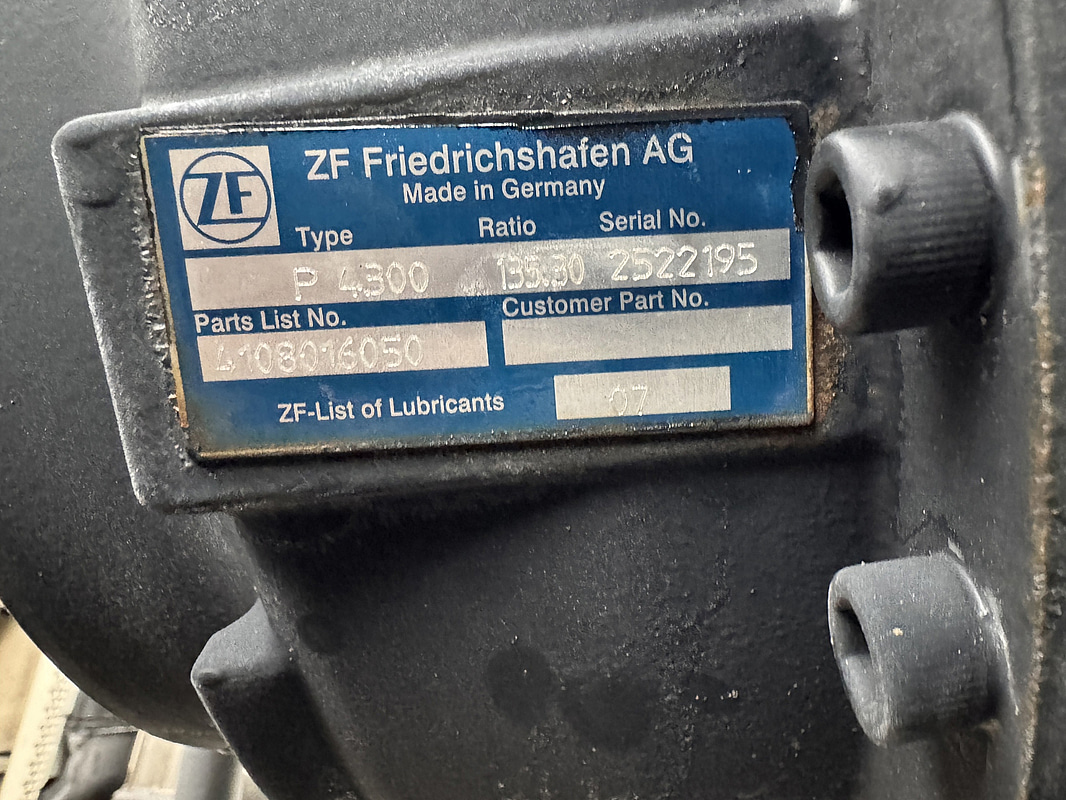 ZF
ZF Friedrichshafen AG
Made in Germany
Type Ratio Serial No.
P 4300 135.30 2522195
Parts List No. Customer Part No.
4108016050
ZF-List of Lubricants 07